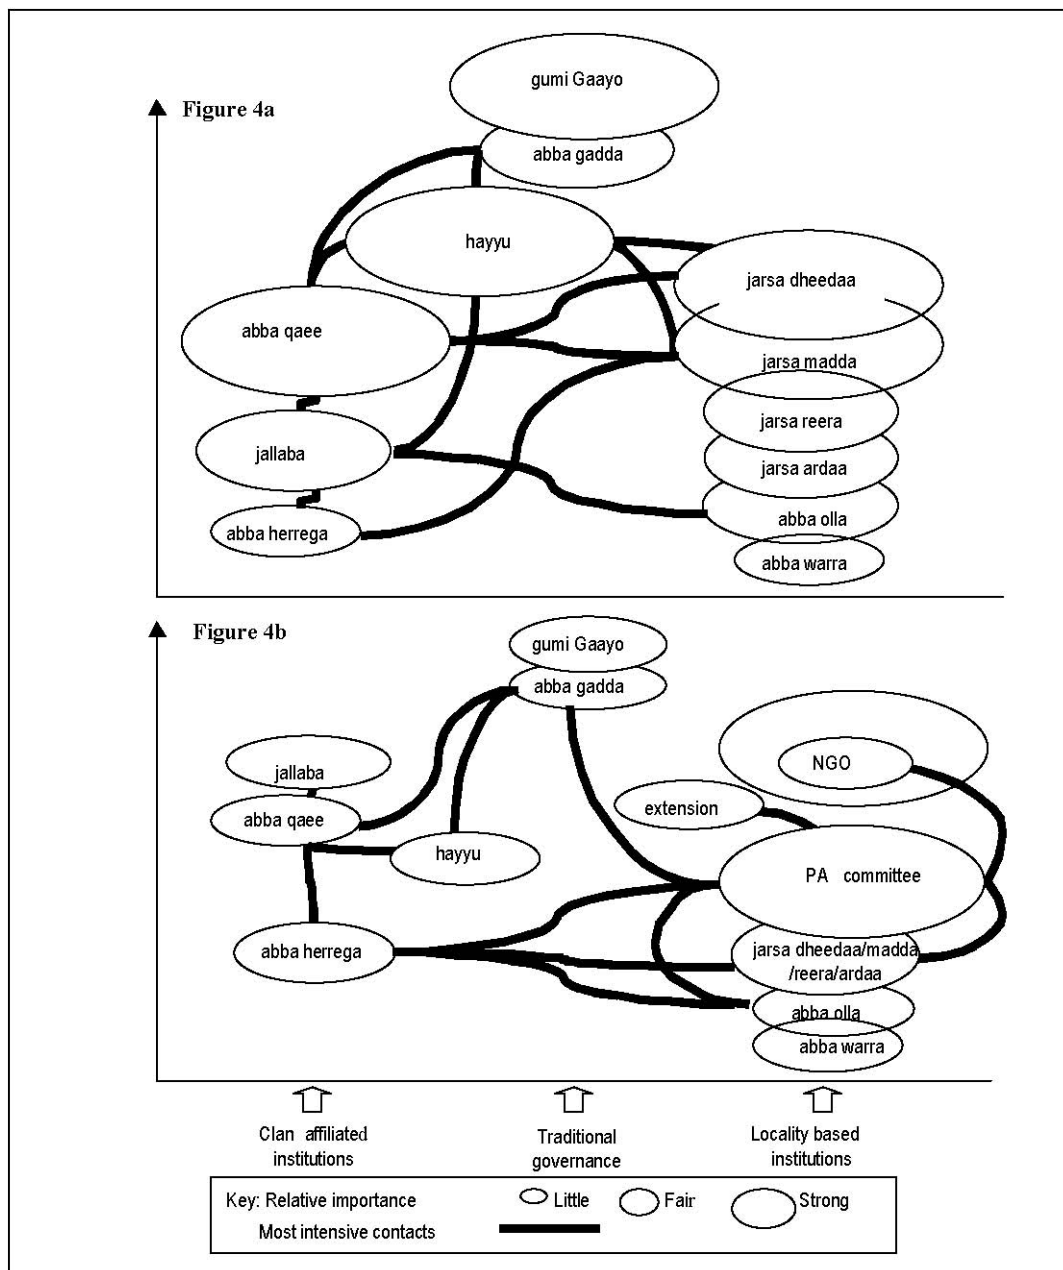 Figure 4a
gumi Gaayo
abba gadda
hayyu
jarsa dheedaa
abba qaee
jarsa madda
jarsa reera
jallaba
jarsa ardaa
abba olla
abba herrega
abba warra
Figure 4b
gumi Gaayo
abba gadda
jallaba
NGO
extension
abba qaee
hayyu
PA committee
abba herrega
jarsa dheedaa/madda
/reera/ardaa
abba olla
abba warra
Clan affiliated
institutions
Traditional
governance
Locality based
institutions
Key: Relative importance Little Fair Strong
Most intensive contacts